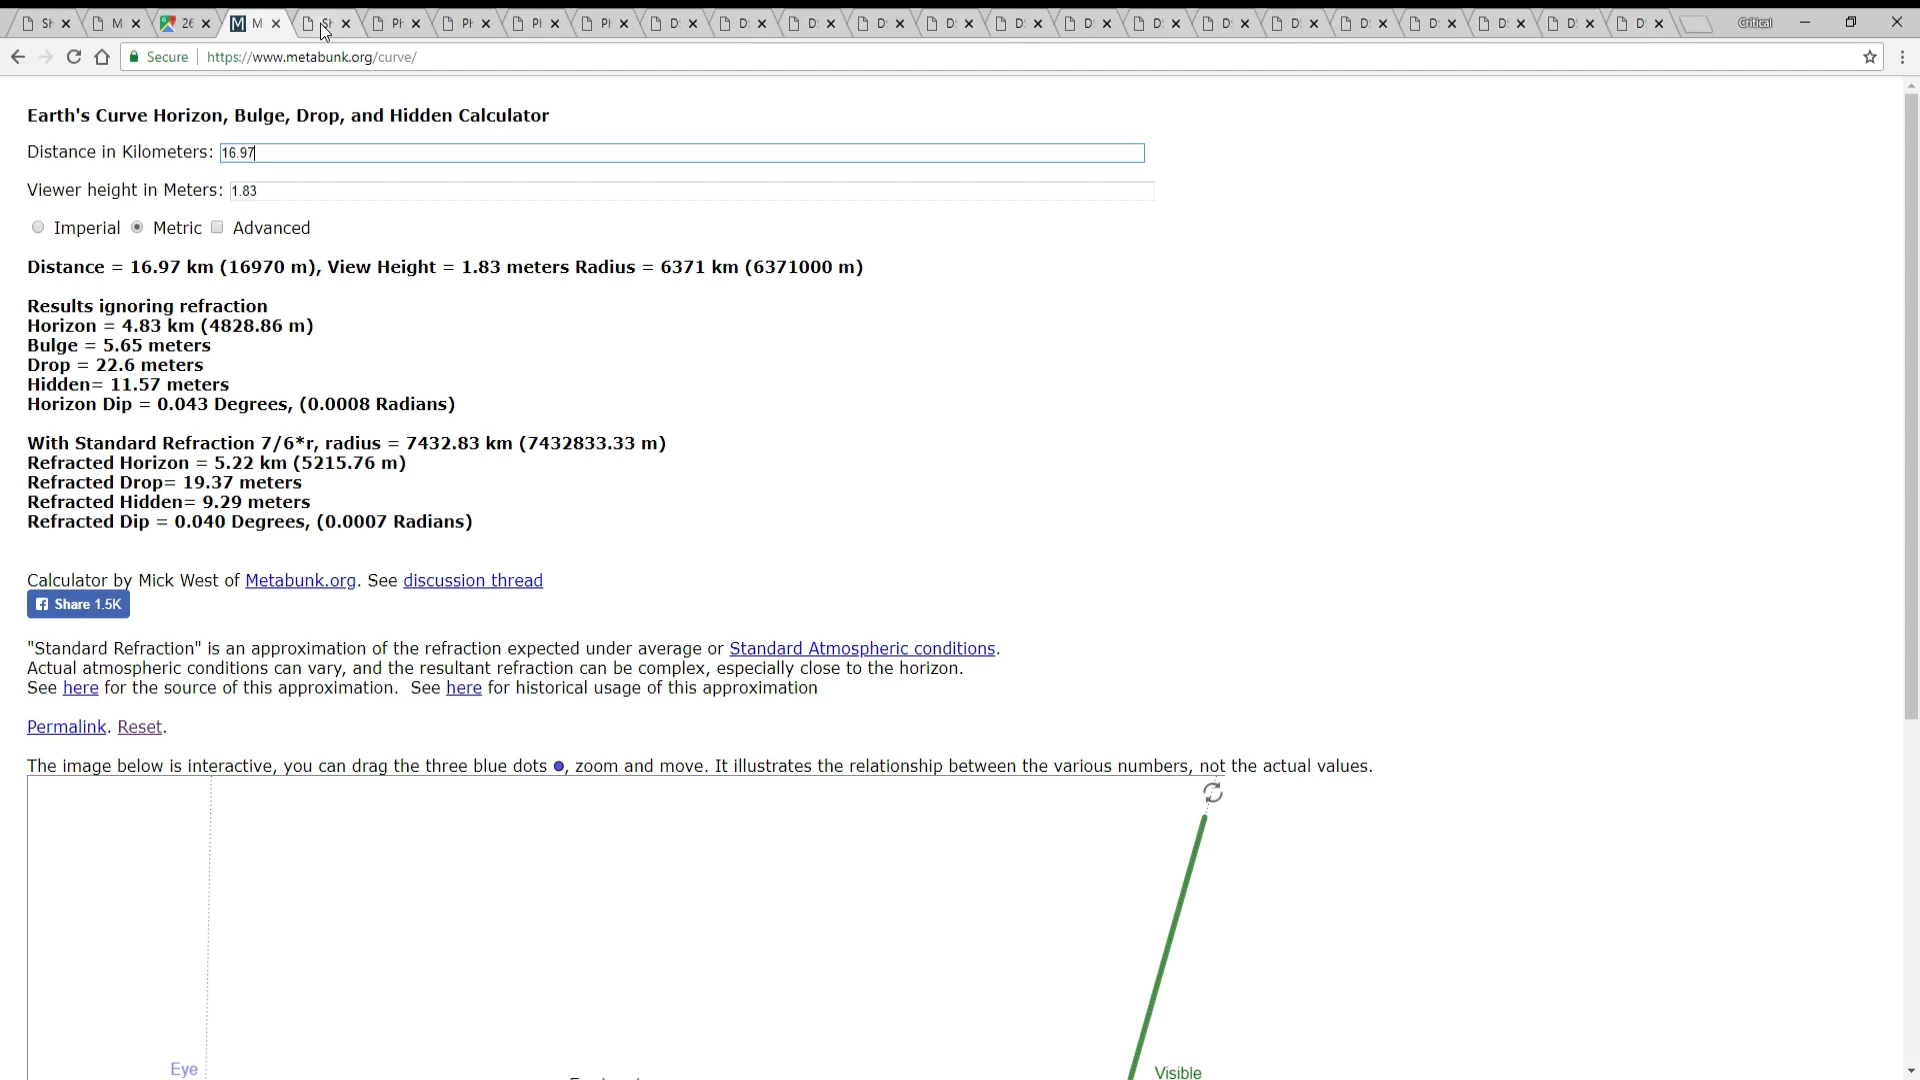 Sh M 26 M Sh Ph Ph Ph Ph D D D D D D D D D D D D D D D Critical
Secure https://www.metabunk.org/curve/
Earth's Curve Horizon, Bulge, Drop, and Hidden Calculator
Distance in Kilometers: 16.97
Viewer height in Meters: 1.83
Imperial Metric Advanced
Distance = 16.97 km (16970 m), View Height = 1.83 meters Radius = 6371 km (6371000 m)
Results ignoring refraction
Horizon = 4.83 km (4828.86 m)
Bulge = 5.65 meters
Drop = 22.6 meters
Hidden= 11.57 meters
Horizon Dip = 0.043 Degrees, (0.0008 Radians)
With Standard Refraction 7/6*r, radius = 7432.83 km (7432833.33 m)
Refracted Horizon = 5.22 km (5215.76 m)
Refracted Drop= 19.37 meters
Refracted Hidden= 9.29 meters
Refracted Dip = 0.040 Degrees, (0.0007 Radians)
Calculator by Mick West of Metabunk.org. See discussion thread
Share 1.5K
"Standard Refraction" is an approximation of the refraction expected under average or Standard Atmospheric conditions.
Actual atmospheric conditions can vary, and the resultant refraction can be complex, especially close to the horizon.
See here for the source of this approximation. See here for historical usage of this approximation
Permalink. Reset.
The image below is interactive, you can drag the three blue dots , zoom and move. It illustrates the relationship between the various numbers, not the actual values.
Eye
Visible